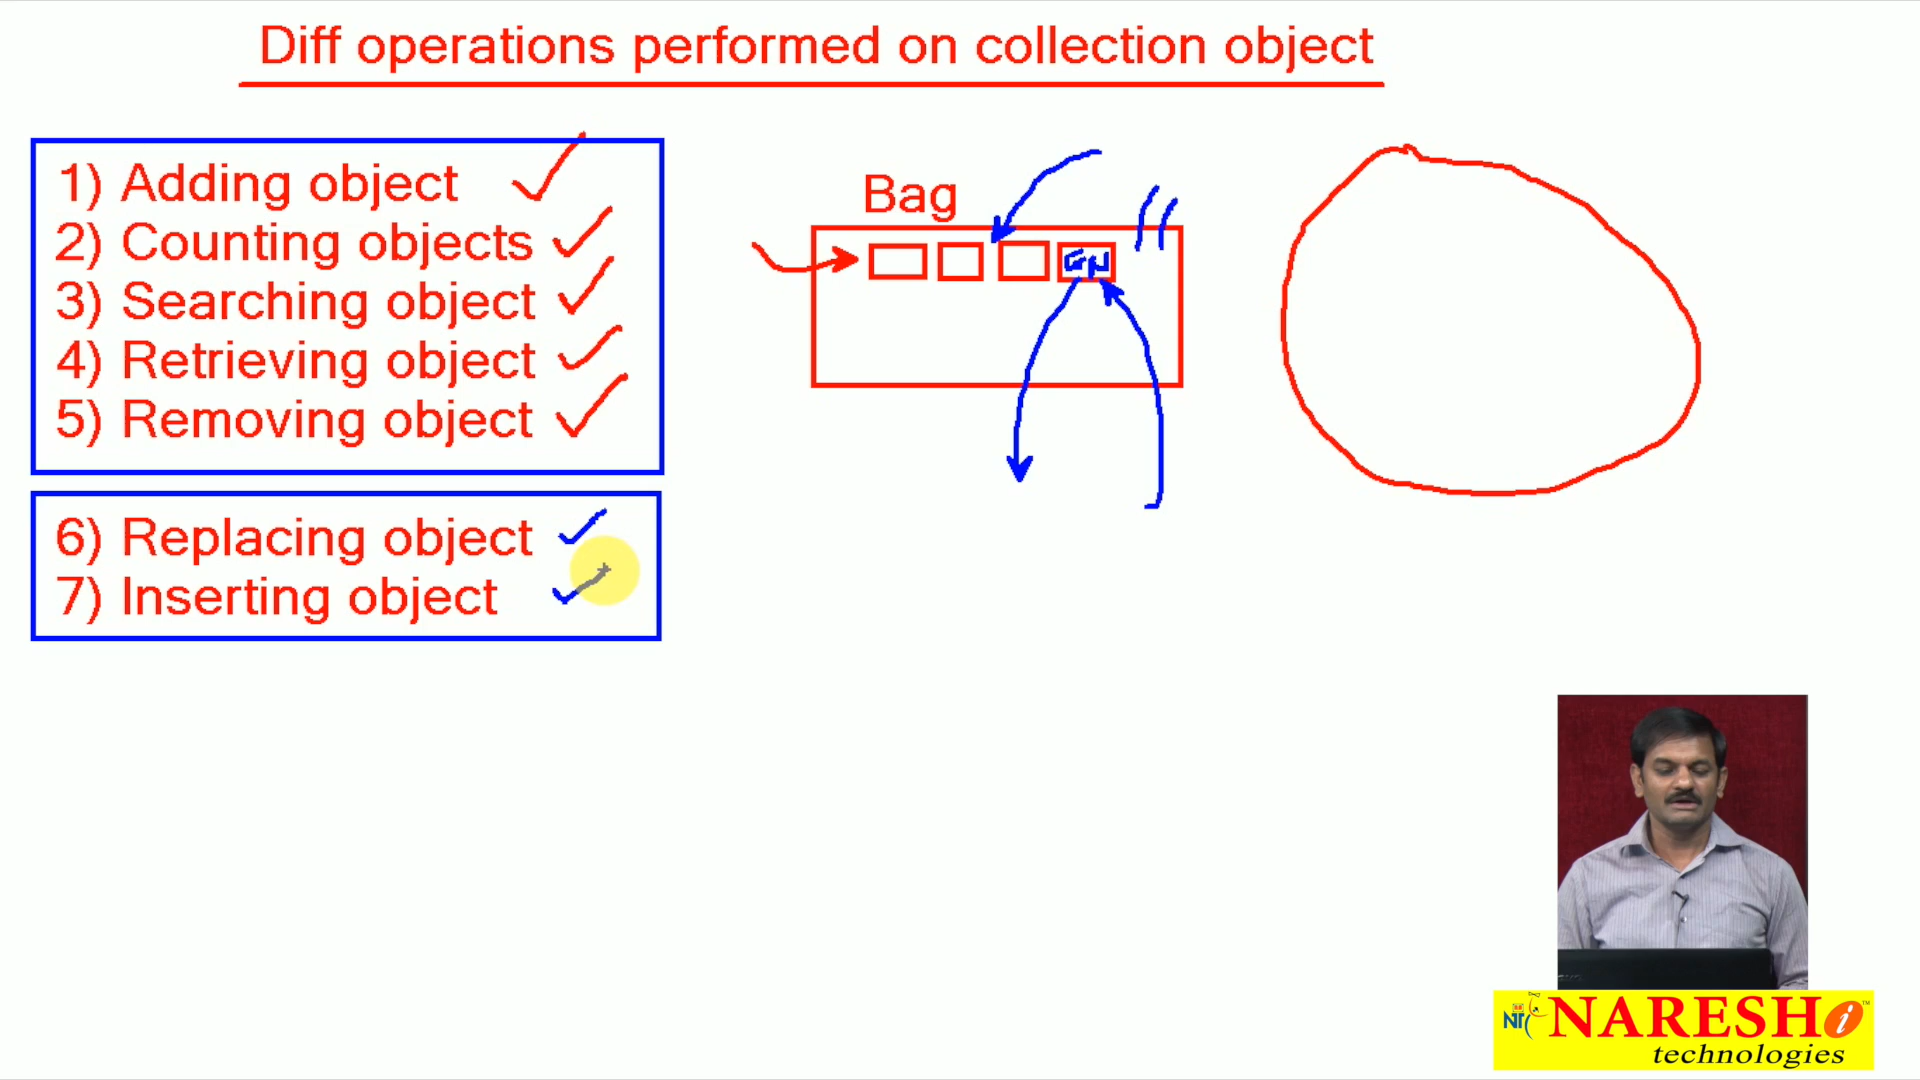 Diff operations performed on collection object
1) Adding object
2) Counting objects
3) Searching object
4) Retrieving object
5) Removing object
6) Replacing object
7) Inserting object
Bag
NARESH i ™
technologies